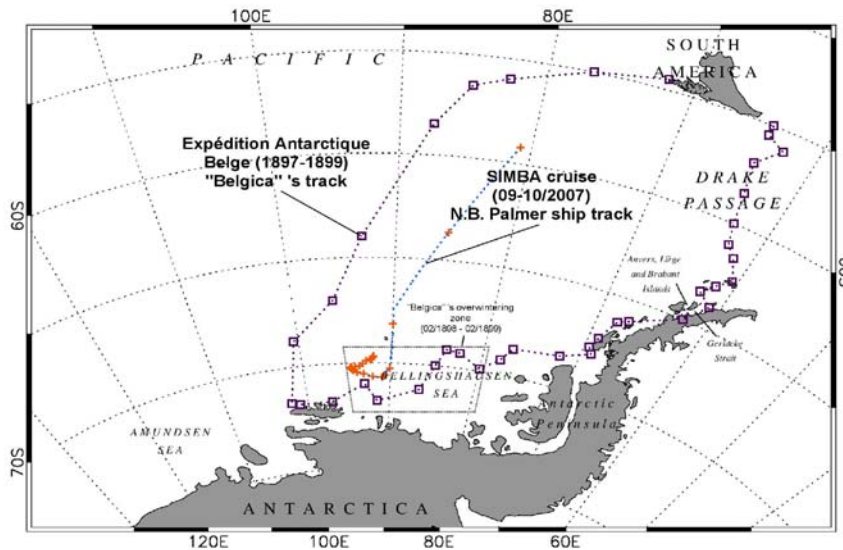 100E
80E
P A C I F I C
SOUTH
AMERICA
Expédition Antarctique
Belge (1897-1899)
"Belgica" 's track
SIMBA cruise
(09-10/2007)
N.B. Palmer ship track
DRAKE
PASSAGE
60S
60
Anvers, Liège
and Brabant
Islands
"Belgica" 's overwintering
zone
(02/1898 - 02/1899)
Gerlache
Strait
BELLINGSHAUSEN
SEA
Antarctic
Peninsula
AMUNDSEN
SEA
70S
ANTARCTICA
120E
100E
80E
60E